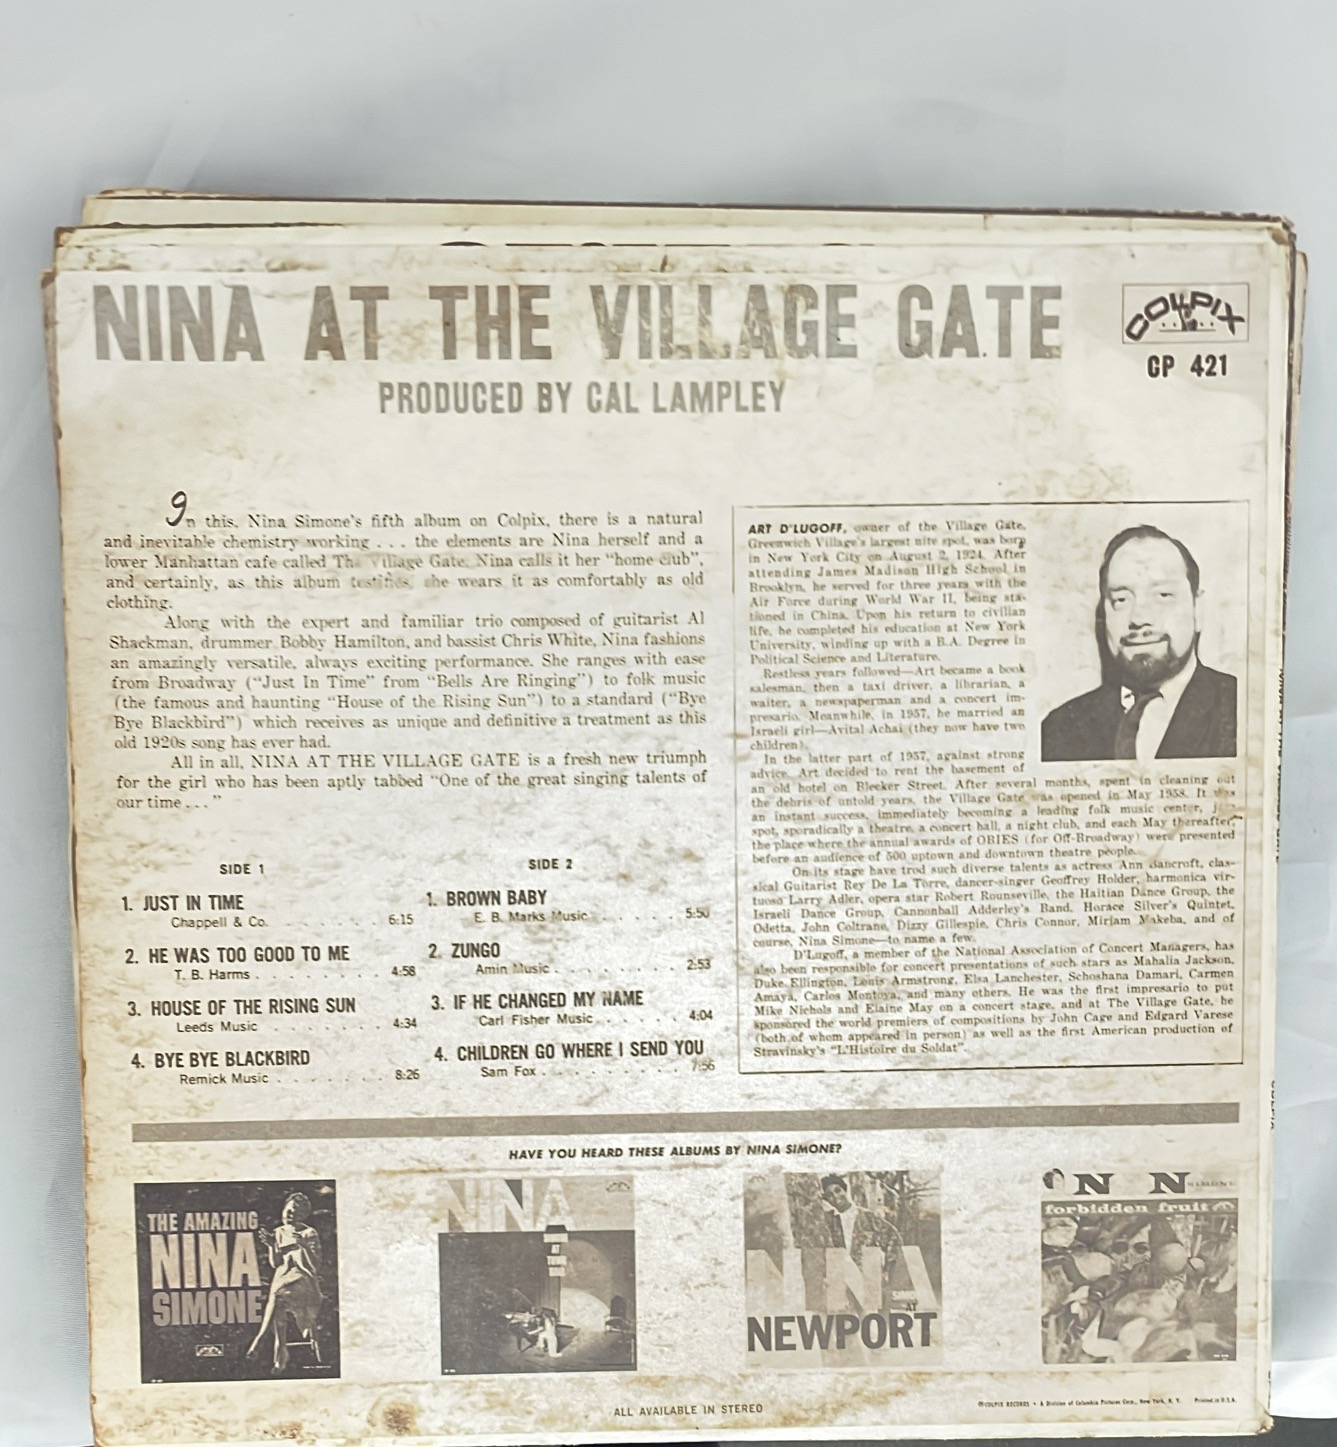 NINA AT THE VILLAGE GATE
COLPIX
CP 421
PRODUCED BY CAL LAMPLEY
In this, Nina Simone's fifth album on Colpix, there is a natural
and inevitable chemistry working . . . the elements are Nina herself and a
lower Manhattan cafe called The Village Gate. Nina calls it her "home club",
and certainly, as this album testifies, she wears it as comfortably as old
clothing.
Along with the expert and familiar trio composed of guitarist Al
Shackman, drummer Bobby Hamilton, and bassist Chris White, Nina fashions
an amazingly versatile, always exciting performance. She ranges with ease
from Broadway ("Just In Time" from "Bells Are Ringing") to folk music
(the famous and haunting "House of the Rising Sun") to a standard ("Bye
Bye Blackbird") which receives as unique and definitive a treatment as this
old 1920s song has ever had.
All in all, NINA AT THE VILLAGE GATE is a fresh new triumph
for the girl who has been aptly tabbed "One of the great singing talents of
our time . . ."
SIDE 1
1. JUST IN TIME
Chappell & Co. . . . 6:15
2. HE WAS TOO GOOD TO ME
T. B. Harms . . . . . . . . 4:58
3. HOUSE OF THE RISING SUN
Leeds Music . . . . . . . 4:34
4. BYE BYE BLACKBIRD
Remick Music . . . . . . . 8:26
SIDE 2
1. BROWN BABY
E. B. Marks Music . . . . . 5:50
2. ZUNGO
Amin Music . . . . . . . 2:53
3. IF HE CHANGED MY NAME
Carl Fisher Music . . . . . 4:04
4. CHILDREN GO WHERE I SEND YOU
Sam Fox . . . . . . . . . 7:56
ART D'LUGOFF, owner of the Village Gate,
Greenwich Village's largest nite spot, was born
in New York City on August 2, 1924. After
attending James Madison High School in
Brooklyn, he served for three years with the
Air Force during World War II, being sta-
tioned in China. Upon his return to civilian
life, he completed his education at New York
University, winding up with a B.A. Degree in
Political Science and Literature.
Restless years followed—Art became a book
salesman, then a taxi driver, a librarian, a
waiter, a newspaperman and a concert im-
presario. Meanwhile, in 1957, he married an
Israeli girl—Avital Achai (they now have two
children).
In the latter part of 1957, against strong
advice, Art decided to rent the basement of
an old hotel on Bleeker Street. After several months, spent in cleaning out
the debris of untold years, the Village Gate was opened in May 1958. It was
an instant success, immediately becoming a leading folk music center,
spot, sporadically a theatre, a concert hall, a night club, and each May thereafter,
the place where the annual awards of OBIES (for Off-Broadway) were presented
before an audience of 500 uptown and downtown theatre people.
On its stage have trod such diverse talents as actress Ann Bancroft, clas-
sical Guitarist Rey De La Torre, dancer-singer Geoffrey Holder, harmonica vir-
tuoso Larry Adler, opera star Robert Rounseville, the Haitian Dance Group, the
Israeli Dance Group, Cannonball Adderley's Band, Horace Silver's Quintet,
Odetta, John Coltrane, Dizzy Gillespie, Chris Connor, Miriam Makeba, and of
course, Nina Simone—to name a few.
D'Lugoff, a member of the National Association of Concert Managers, has
also been responsible for concert presentations of such stars as Mahalia Jackson,
Duke Ellington, Louis Armstrong, Elsa Lanchester, Schoshana Damari, Carmen
Amaya, Carlos Montoya, and many others. He was the first impresario to put
Mike Nichols and Elaine May on a concert stage, and at The Village Gate, he
sponsored the world premiers of compositions by John Cage and Edgard Varese
(both of whom appeared in person) as well as the first American production of
Stravinsky's "L'Histoire du Soldat".
HAVE YOU HEARD THESE ALBUMS BY NINA SIMONE?
THE AMAZING
NINA
SIMONE
NINA
AT
TOWN
NINA
AT
NEWPORT
forbidden fruit
ALL AVAILABLE IN STEREO
©COLPIX RECORDS • A Division of Columbia Pictures Corp., New York, N. Y. Printed in U.S.A.